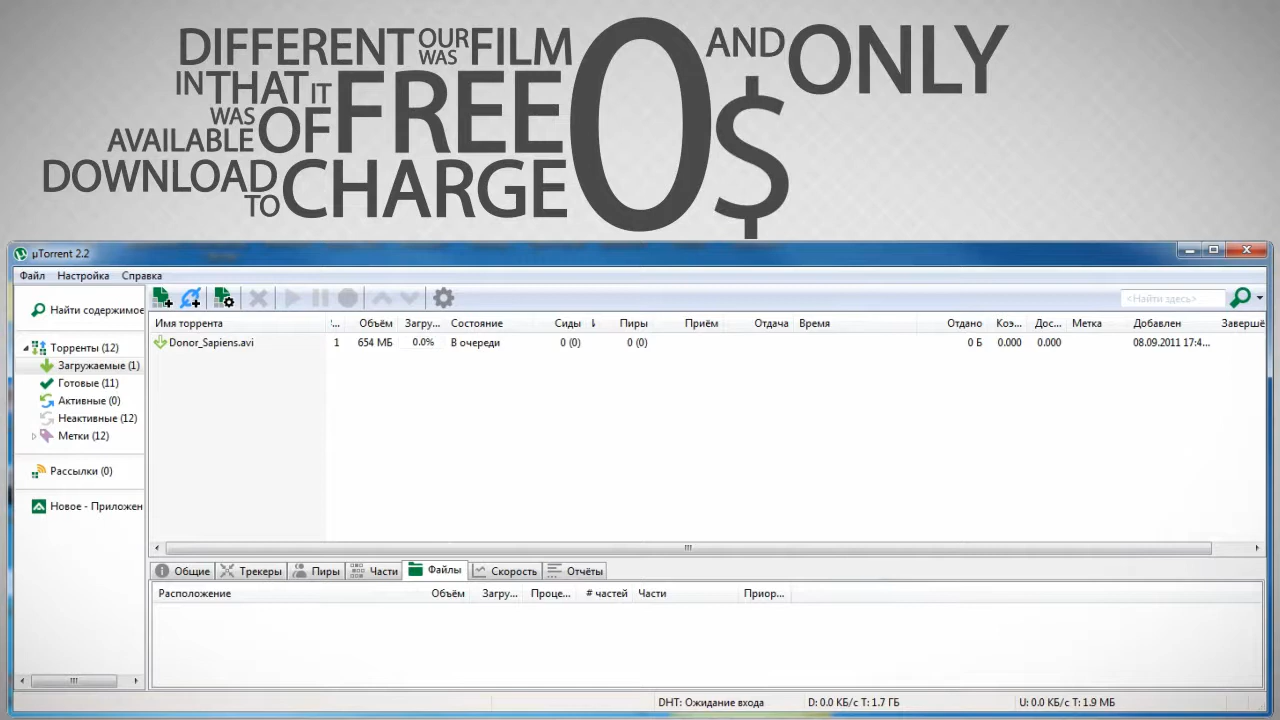 DIFFERENT OUR WAS FILM 0$ AND ONLY
IN THAT IT FREE
WAS
AVAILABLE OF
DOWNLOAD CHARGE
TO
µTorrent 2.2
Файл Настройка Справка
Найти содержимое
<Найти здесь>
Имя торрента '... Объём Загру... Состояние Сиды Пиры Приём Отдача Время Отдано Коэ... Дос... Метка Добавлен Завершё
Donor_Sapiens.avi 1 654 МБ 0.0% В очереди 0 (0) 0 (0) 0 Б 0.000 0.000 08.09.2011 17:4...
Торренты (12)
Загружаемые (1)
Готовые (11)
Активные (0)
Неактивные (12)
Метки (12)
Рассылки (0)
Новое - Приложен
Общие Трекеры Пиры Части Файлы Скорость Отчёты
Расположение Объём Загру... Проце... # частей Части Приор...
DHT: Ожидание входа D: 0.0 КБ/с T: 1.7 ГБ U: 0.0 КБ/с T: 1.9 МБ